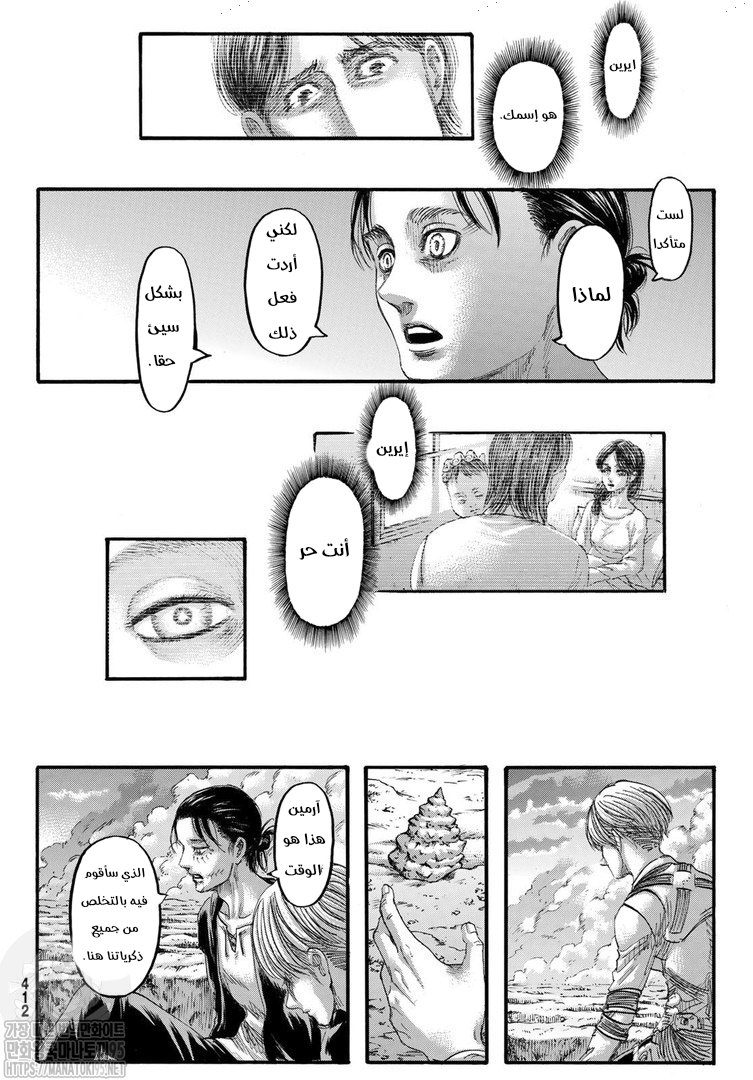 ايرين
هو إسمك.
لست
متأكدا
لماذا
لكني
أردت
فعل
ذلك
بشكل
سيئ
حقا.
إيرين
أنت حر
آرمين
هذا هو
الوقت
الذي سأقوم
فيه بالتخلص
من جميع
ذكرياتنا هنا.
412
HTTPS://MANATOKI95.NET